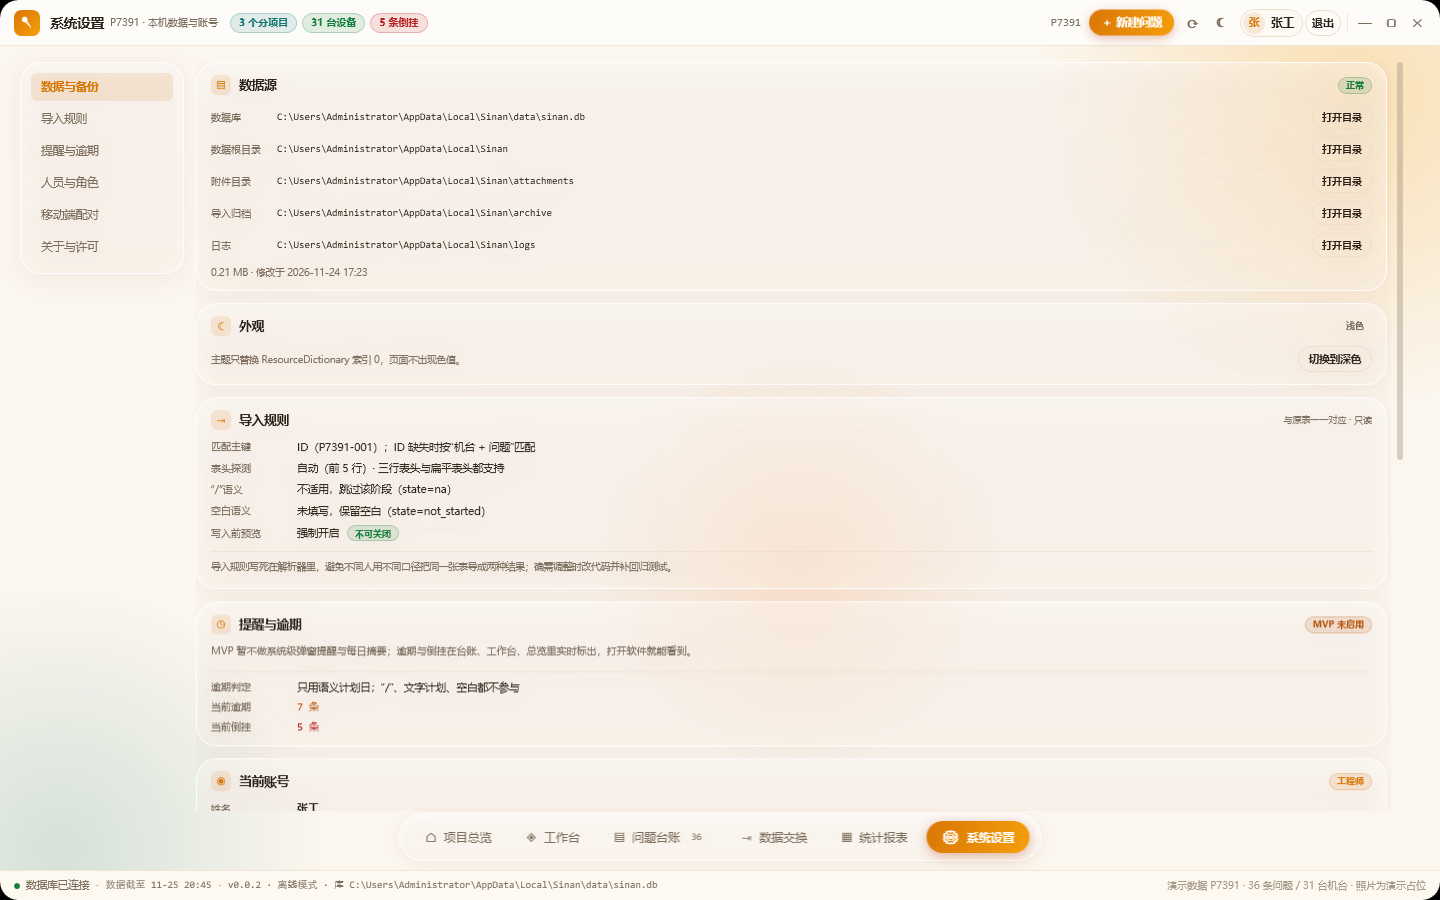 系统设置 P7391 · 本机数据与账号 3 个分项目 31 台设备 5 条倒挂 P7391 + 新建问题 张 张工 退出
数据与备份
导入规则
提醒与逾期
人员与角色
移动端配对
关于与许可
数据源 正常
数据库 C:\Users\Administrator\AppData\Local\Sinan\data\sinan.db 打开目录
数据根目录 C:\Users\Administrator\AppData\Local\Sinan 打开目录
附件目录 C:\Users\Administrator\AppData\Local\Sinan\attachments 打开目录
导入归档 C:\Users\Administrator\AppData\Local\Sinan\archive 打开目录
日志 C:\Users\Administrator\AppData\Local\Sinan\logs 打开目录
0.21 MB · 修改于 2026-11-24 17:23
外观 浅色
主题只替换 ResourceDictionary 索引 0，页面不出现色值。 切换到深色
导入规则 与原表一一对应 · 只读
匹配主键 ID（P7391-001）；ID 缺失时按"机台 + 问题"匹配
表头探测 自动（前 5 行）· 三行表头与扁平表头都支持
"/"语义 不适用，跳过该阶段（state=na）
空白语义 未填写，保留空白（state=not_started）
写入前预览 强制开启 不可关闭
导入规则写死在解析器里，避免不同人用不同口径把同一张表导成两种结果；确需调整时改代码并补回归测试。
提醒与逾期 MVP 未启用
MVP 暂不做系统级弹窗提醒与每日摘要；逾期与倒挂在台账、工作台、总览里实时标出，打开软件就能看到。
逾期判定 只用语义计划日；"/"、文字计划、空白都不参与
当前逾期 7 条
当前倒挂 5 条
当前账号 工程师
姓名 张工
项目总览 工作台 问题台账 36 数据交换 统计报表 系统设置
数据库已连接 · 数据截至 11-25 20:45 · v0.0.2 · 离线模式 · 库 C:\Users\Administrator\AppData\Local\Sinan\data\sinan.db 演示数据 P7391 · 36 条问题 / 31 台机台 · 照片为演示占位